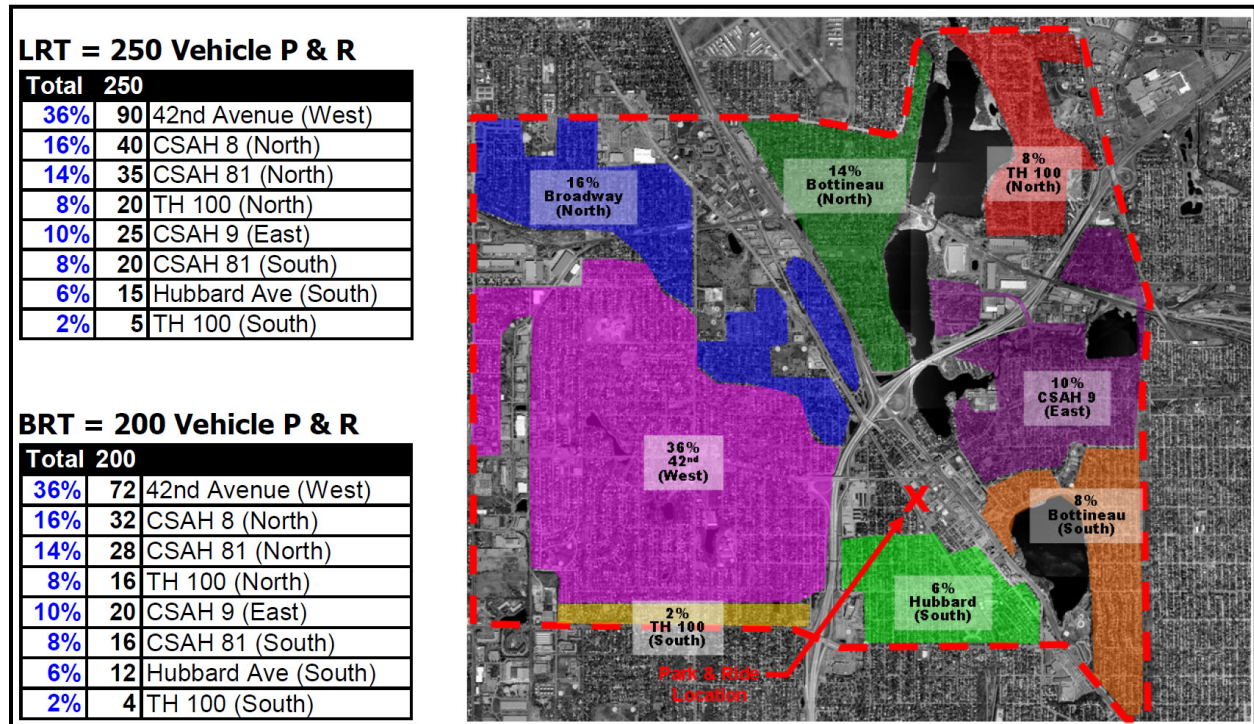 LRT = 250 Vehicle P & R
Total 250
36% 90 42nd Avenue (West)
16% 40 CSAH 8 (North)
14% 35 CSAH 81 (North)
8% 20 TH 100 (North)
10% 25 CSAH 9 (East)
8% 20 CSAH 81 (South)
6% 15 Hubbard Ave (South)
2% 5 TH 100 (South)
BRT = 200 Vehicle P & R
Total 200
36% 72 42nd Avenue (West)
16% 32 CSAH 8 (North)
14% 28 CSAH 81 (North)
8% 16 TH 100 (North)
10% 20 CSAH 9 (East)
8% 16 CSAH 81 (South)
6% 12 Hubbard Ave (South)
2% 4 TH 100 (South)
16%
Broadway
(North)
14%
Bottineau
(North)
8%
TH 100
(North)
10%
CSAH 9
(East)
36%
42nd
(West)
8%
Bottineau
(South)
6%
Hubbard
(South)
2%
TH 100
(South)
X
Park & Ride
Location